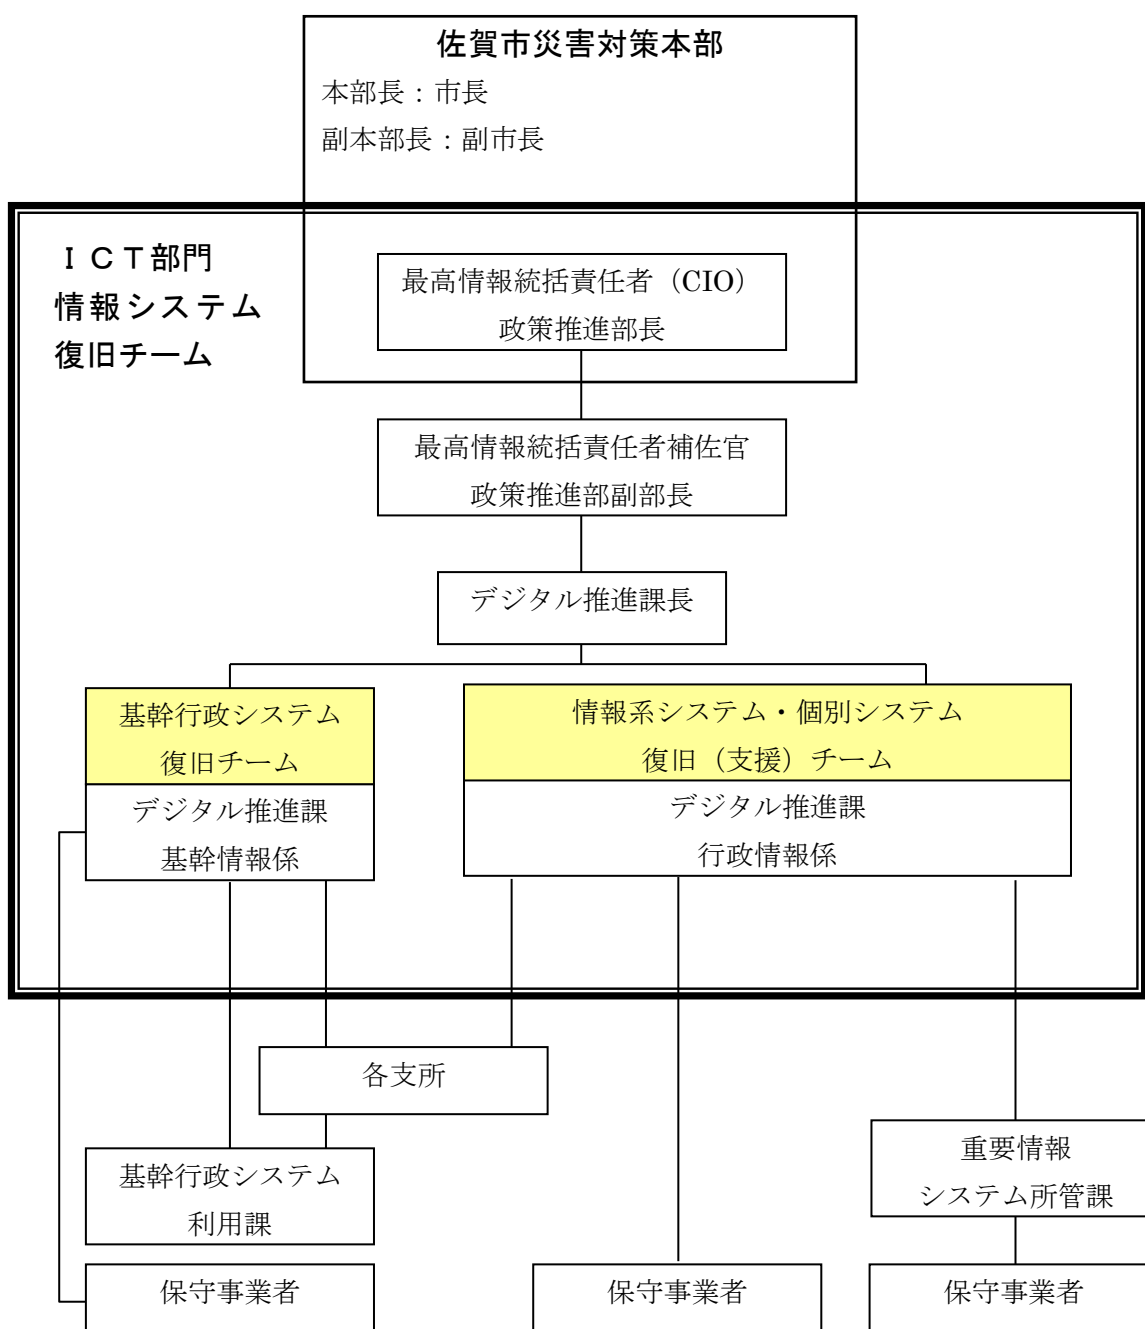 佐賀市災害対策本部
本部長：市長
副本部長：副市長
ＩＣＴ部門
情報システム
復旧チーム
最高情報統括責任者（CIO）
政策推進部長
最高情報統括責任者補佐官
政策推進部副部長
デジタル推進課長
基幹行政システム
復旧チーム
デジタル推進課
基幹情報係
情報系システム・個別システム
復旧（支援）チーム
デジタル推進課
行政情報係
各支所
基幹行政システム
利用課
重要情報
システム所管課
保守事業者
保守事業者
保守事業者